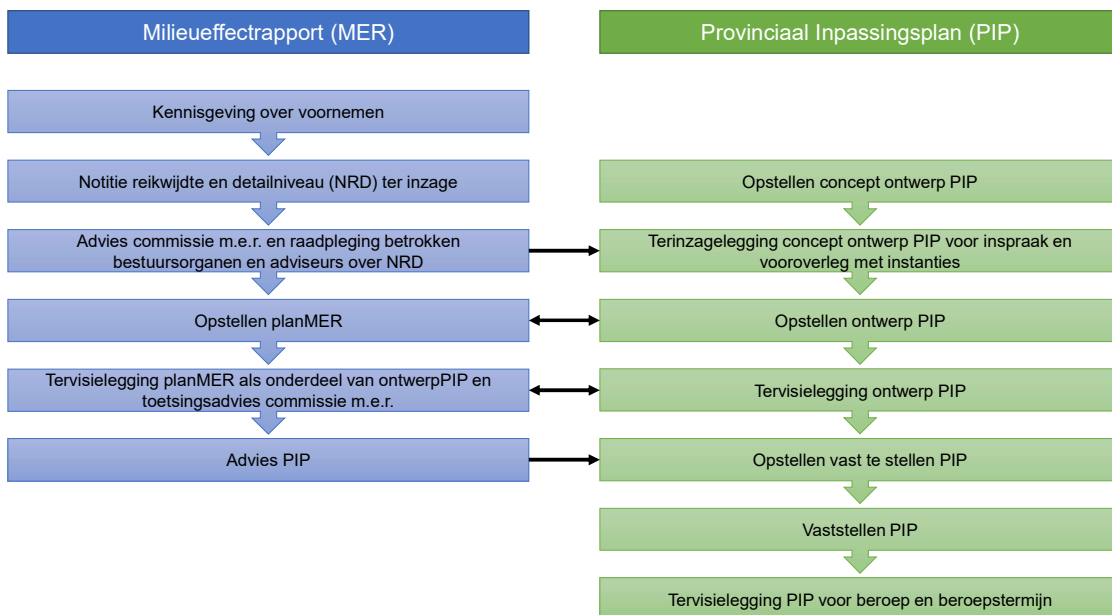 Milieueffectrapport (MER)
Kennisgeving over voornemen
Notitie reikwijdte en detailniveau (NRD) ter inzage
Advies commissie m.e.r. en raadpleging betrokken
bestuursorganen en adviseurs over NRD
Opstellen planMER
Tervisielegging planMER als onderdeel van ontwerpPIP en
toetsingsadvies commissie m.e.r.
Advies PIP
Provinciaal Inpassingsplan (PIP)
Opstellen concept ontwerp PIP
Terinzagelegging concept ontwerp PIP voor inspraak en
vooroverleg met instanties
Opstellen ontwerp PIP
Tervisielegging ontwerp PIP
Opstellen vast te stellen PIP
Vaststellen PIP
Tervisielegging PIP voor beroep en beroepstermijn